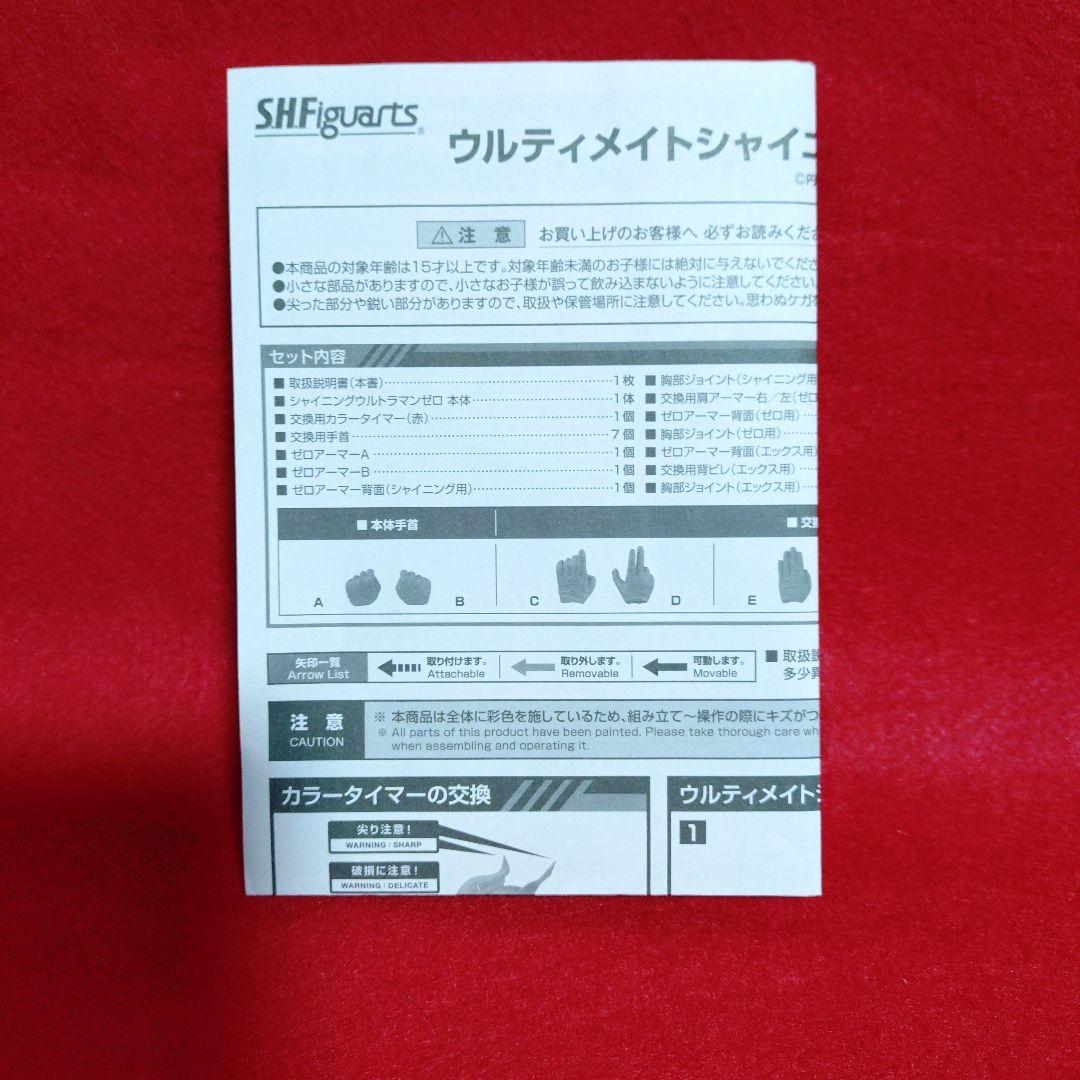 S.H.Figuarts®
ウルティメイトシャイニ
©円
⚠注 意 お買い上げのお客様へ 必ずお読みくださ
●本商品の対象年齢は15才以上です。対象年齢未満のお子様には絶対に与えないでくださ
●小さな部品がありますので、小さなお子様が誤って飲み込まないように注意してください。
●尖った部分や鋭い部分がありますので、取扱や保管場所に注意してください。思わぬケガ
セット内容
■ 取扱説明書(本書)……1枚
■ シャイニングウルトラマンゼロ 本体……1体
■ 交換用カラータイマー(赤)……1個
■ 交換用手首……7個
■ ゼロアーマーA……1個
■ ゼロアーマーB……1個
■ ゼロアーマー背面(シャイニング用)……1個
■ 胸部ジョイント(シャイニング用
■ 交換用肩アーマー右/左(ゼロ
■ ゼロアーマー背面(ゼロ用)……
■ 胸部ジョイント(ゼロ用)……
■ ゼロアーマー背面(エックス用)
■ 交換用背ビレ(エックス用)……
■ 胸部ジョイント(エックス用)……
■ 本体手首
■ 交換
A B C D E
矢印一覧
Arrow List
取り付けます。
Attachable
取り外します。
Removable
可動します。
Movable
■ 取扱説
多少異
注 意
CAUTION
※ 本商品は全体に彩色を施しているため、組み立て～操作の際にキズがつ
※ All parts of this product have been painted. Please take thorough care wh
when assembling and operating it.
カラータイマーの交換
尖り注意!
WARNING : SHARP
破損に注意!
WARNING : DELICATE
ウルティメイトシ
1